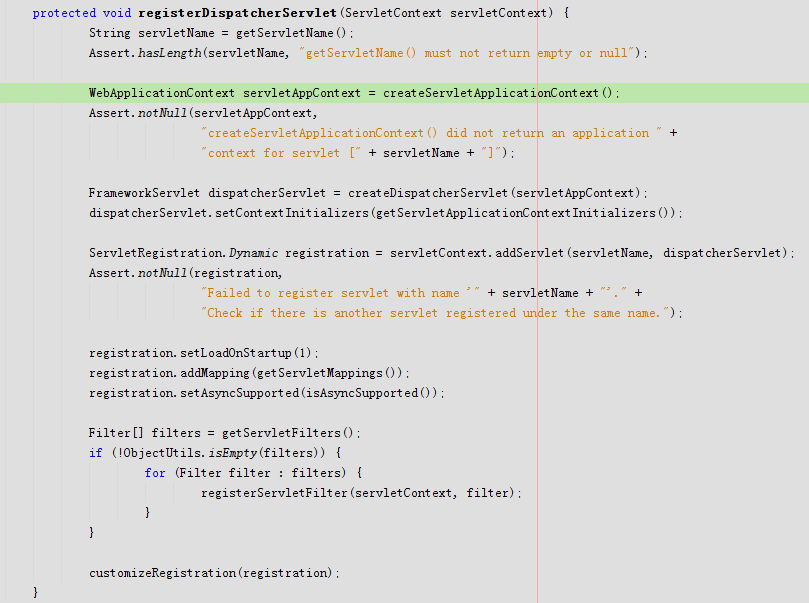 protected void registerDispatcherServlet(ServletContext servletContext) {
String servletName = getServletName();
Assert.hasLength(servletName, "getServletName() must not return empty or null");
WebApplicationContext servletAppContext = createServletApplicationContext();
Assert.notNull(servletAppContext,
"createServletApplicationContext() did not return an application " +
"context for servlet [" + servletName + "]");
FrameworkServlet dispatcherServlet = createDispatcherServlet(servletAppContext);
dispatcherServlet.setContextInitializers(getServletApplicationContextInitializers());
ServletRegistration.Dynamic registration = servletContext.addServlet(servletName, dispatcherServlet);
Assert.notNull(registration,
"Failed to register servlet with name '" + servletName + "'." +
"Check if there is another servlet registered under the same name.");
registration.setLoadOnStartup(1);
registration.addMapping(getServletMappings());
registration.setAsyncSupported(isAsyncSupported());
Filter[] filters = getServletFilters();
if (!ObjectUtils.isEmpty(filters)) {
for (Filter filter : filters) {
registerServletFilter(servletContext, filter);
}
}
customizeRegistration(registration);
}